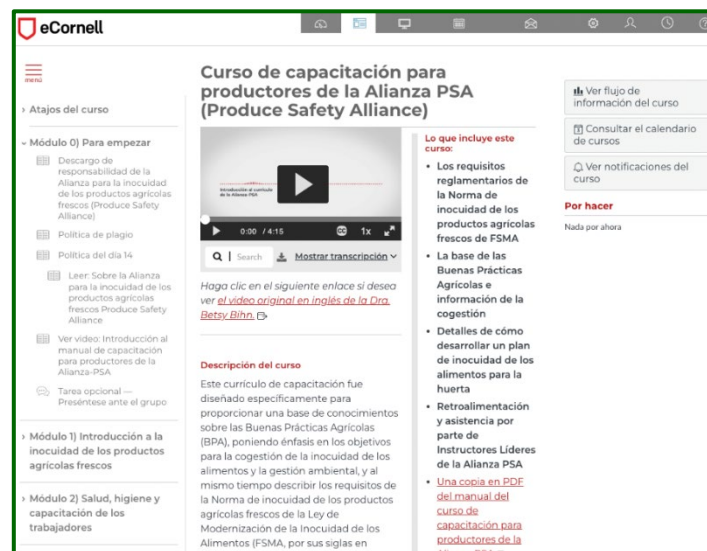 eCornell
menú
› Atajos del curso
Módulo 0) Para empezar
Descargo de
responsabilidad de la
Alianza para la inocuidad
de los productos agrícolas
frescos (Produce Safety
Alliance)
Política de plagio
Política del día 14
Leer: Sobre la Alianza
para la inocuidad de los
productos agrícolas
frescos Produce Safety
Alliance
Ver video: Introducción al
manual de capacitación
para productores de la
Alianza-PSA
Tarea opcional —
Preséntese ante el grupo
› Módulo 1) Introducción a la
inocuidad de los productos
agrícolas frescos
› Módulo 2) Salud, higiene y
capacitación de los
trabajadores
Curso de capacitación para
productores de la Alianza PSA
(Produce Safety Alliance)
Introducción al currículo
de la Alianza PSA
0:00 / 4:15
CC
1x
Search
Mostrar transcripción
Haga clic en el siguiente enlace si desea
ver el video original en inglés de la Dra.
Betsy Bihn.
Descripción del curso
Este currículo de capacitación fue
diseñado específicamente para
proporcionar una base de conocimientos
sobre las Buenas Prácticas Agrícolas
(BPA), poniendo énfasis en los objetivos
para la cogestión de la inocuidad de los
alimentos y la gestión ambiental, y al
mismo tiempo describir los requisitos de
la Norma de inocuidad de los productos
agrícolas frescos de la Ley de
Modernización de la Inocuidad de los
Alimentos (FSMA, por sus siglas en
Lo que incluye este
curso:
• Los requisitos
reglamentarios de
la Norma de
inocuidad de los
productos agrícolas
frescos de FSMA
• La base de las
Buenas Prácticas
Agrícolas e
información de la
cogestión
• Detalles de cómo
desarrollar un plan
de inocuidad de los
alimentos para la
huerta
• Retroalimentación
y asistencia por
parte de
Instructores Líderes
de la Alianza PSA
• Una copia en PDF
del manual del
curso de
capacitación para
productores de la
Ver flujo de
información del curso
Consultar el calendario
de cursos
Ver notificaciones del
curso
Por hacer
Nada por ahora